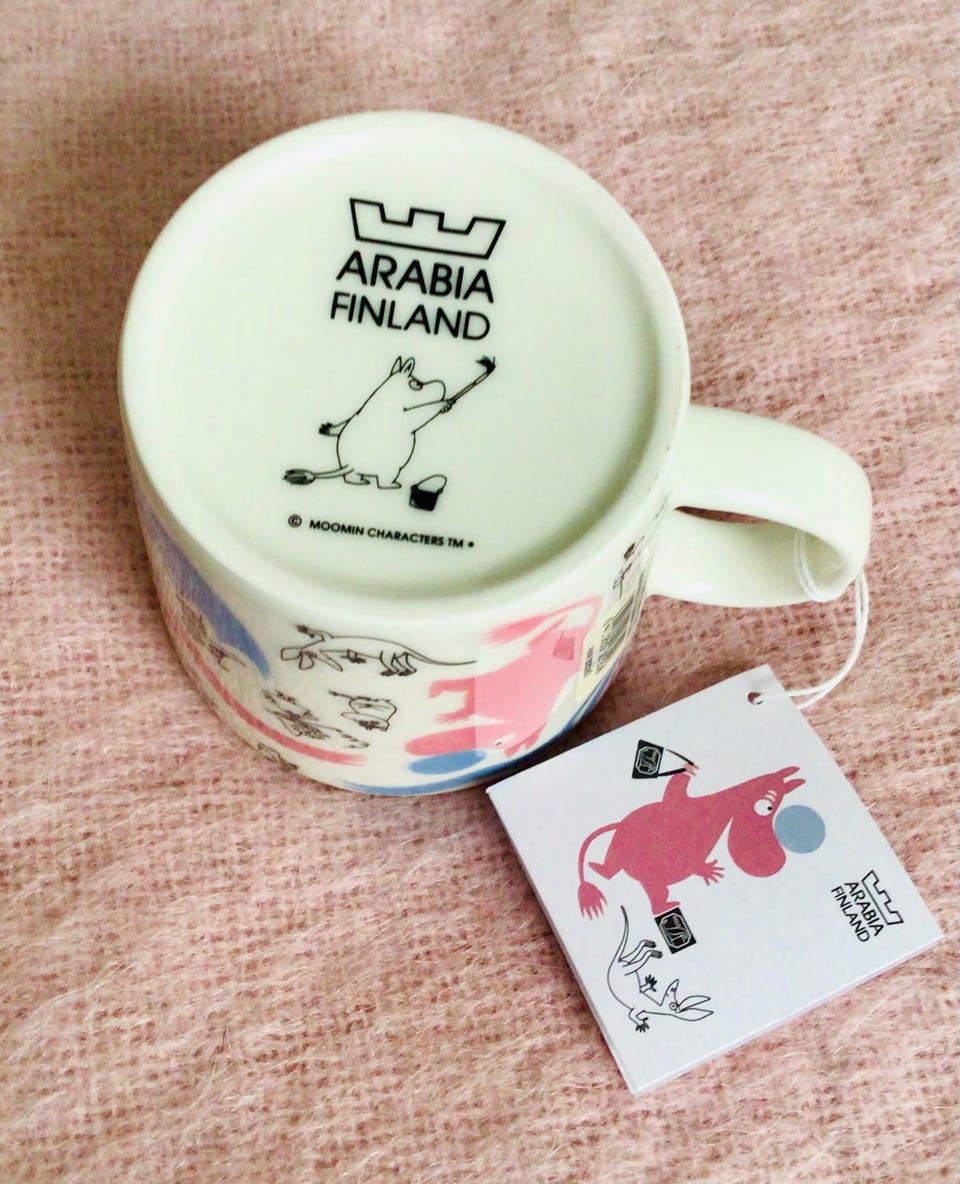 ARABIA
FINLAND
© MOOMIN CHARACTERS TM •
ARABIA
FINLAND